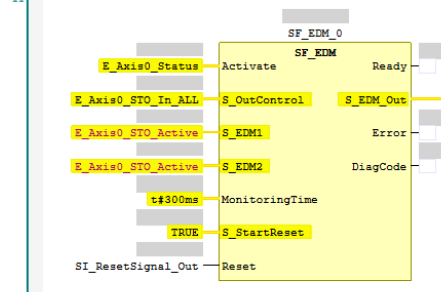 SF_EDM_0
SF_EDM
E_Axis0_Status Activate Ready
E_Axis0_STO_In_ALL S_OutControl S_EDM_Out
E_Axis0_STO_Active S_EDM1 Error
E_Axis0_STO_Active S_EDM2 DiagCode
t#300ms MonitoringTime
TRUE S_StartReset
SI_ResetSignal_Out Reset